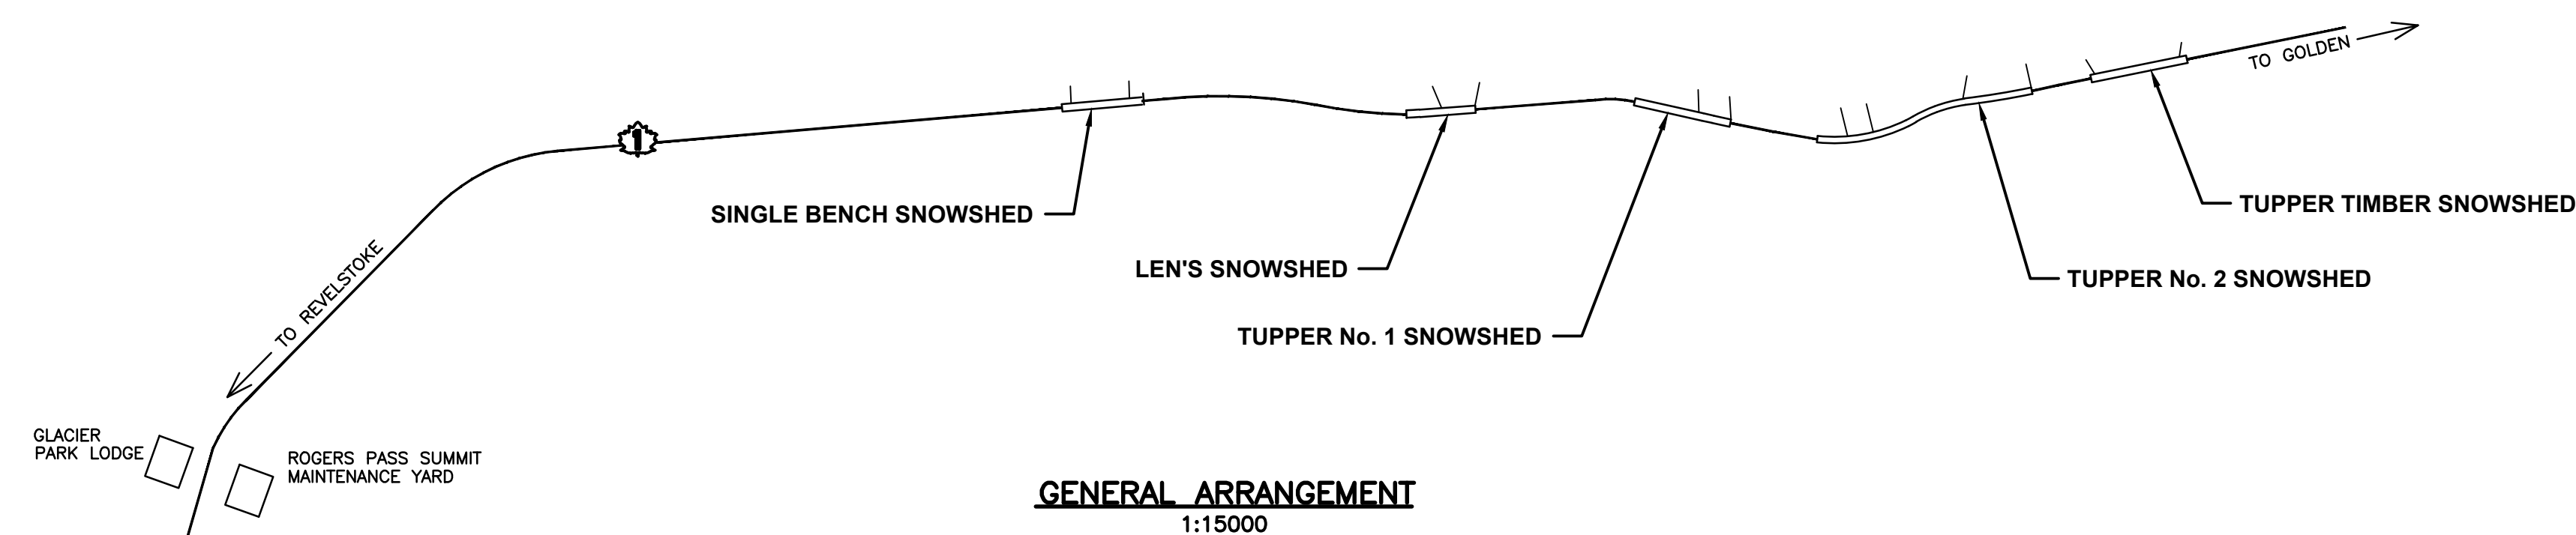 TO GOLDEN
1
SINGLE BENCH SNOWSHED
TUPPER TIMBER SNOWSHED
LEN'S SNOWSHED
TUPPER No. 2 SNOWSHED
TO REVELSTOKE
TUPPER No. 1 SNOWSHED
GLACIER
PARK LODGE
ROGERS PASS SUMMIT
MAINTENANCE YARD
GENERAL ARRANGEMENT
1:15000